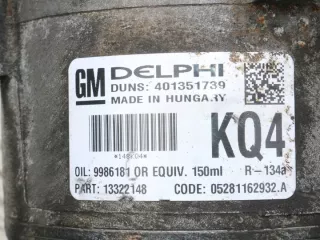 GM DELPHI
DUNS: 401351739
MADE IN HUNGARY
KQ4
OIL: 9986181 OR EQUIV. 150ml R-134a
PART: 13322148 CODE: 05281162932.A